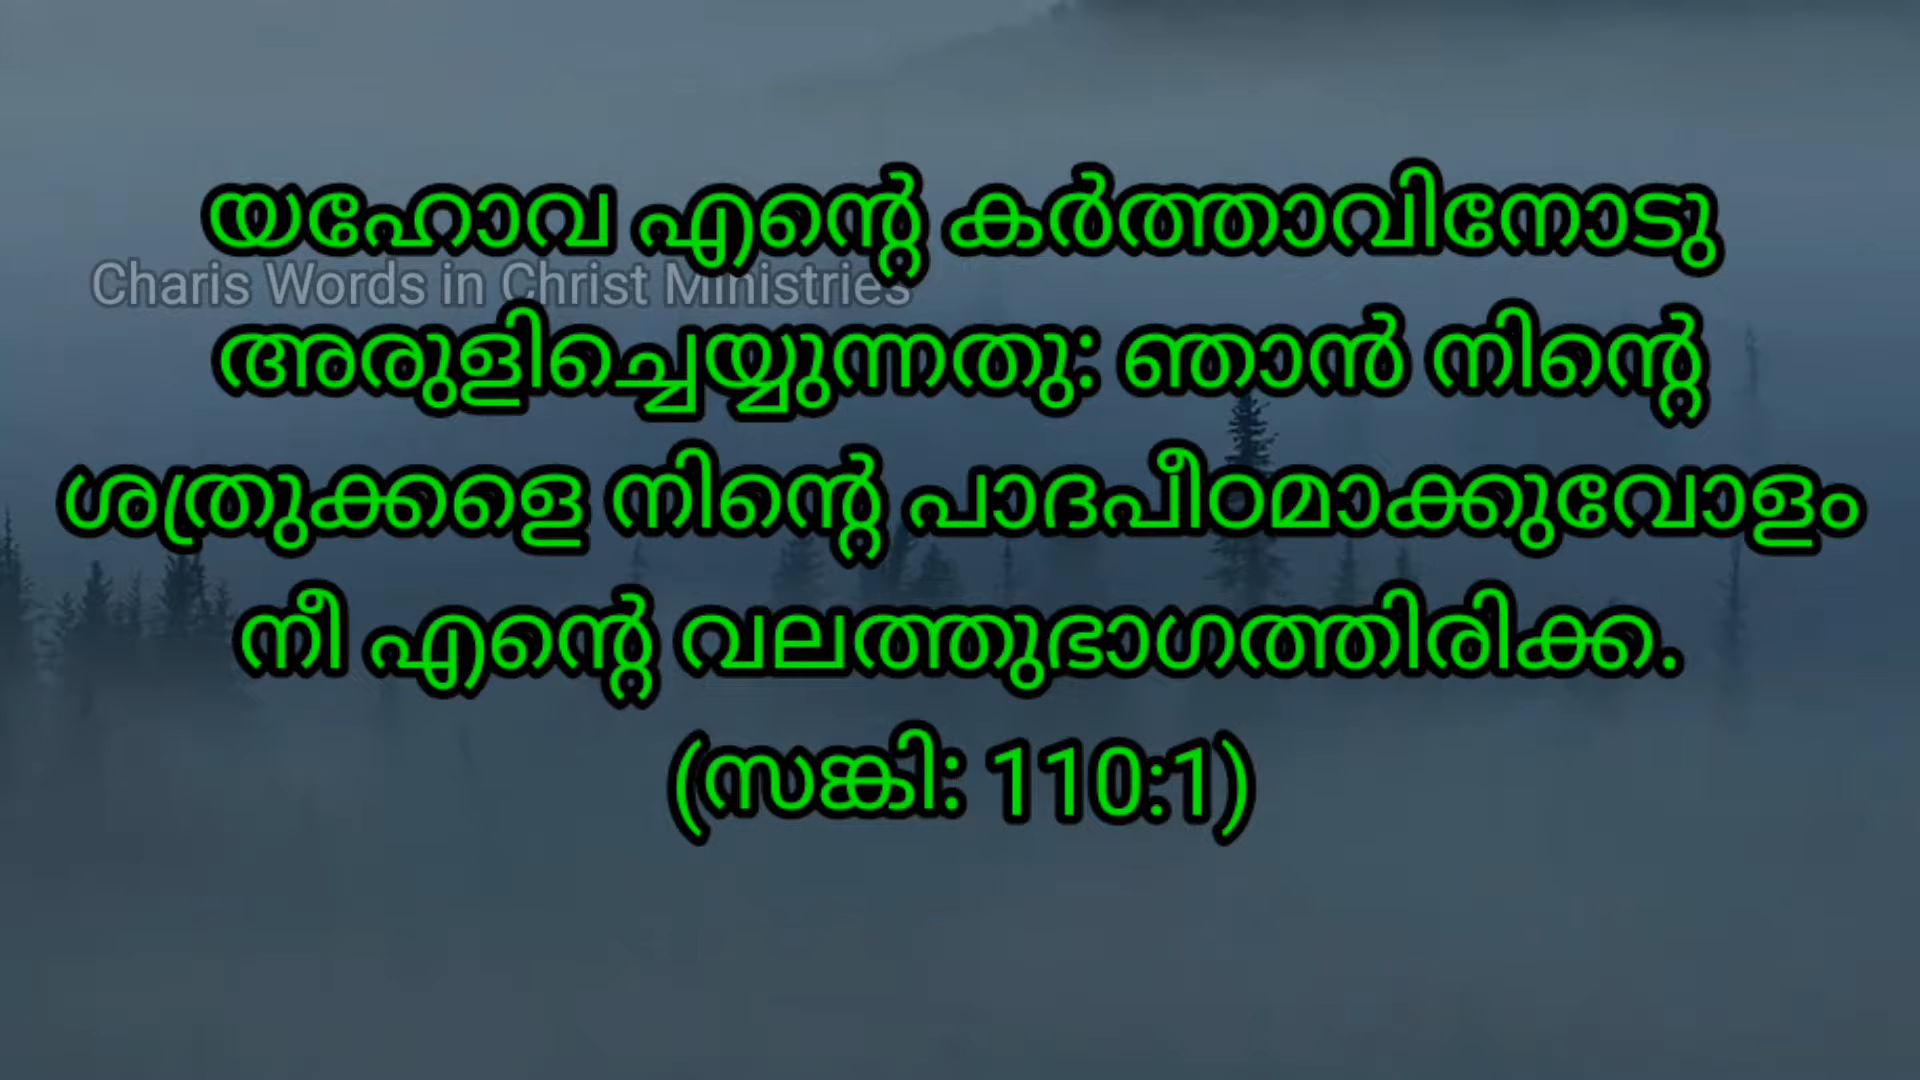 യഹോവ എന്റെ കർത്താവിനോടു
Charis Words in Christ Ministries
അരുളിച്ചെയ്യുന്നതു: ഞാൻ നിന്റെ
ശത്രുക്കളെ നിന്റെ പാദപീഠമാക്കുവോളം
നീ എന്റെ വലത്തുഭാഗത്തിരിക്ക.
(സങ്കി: 110:1)